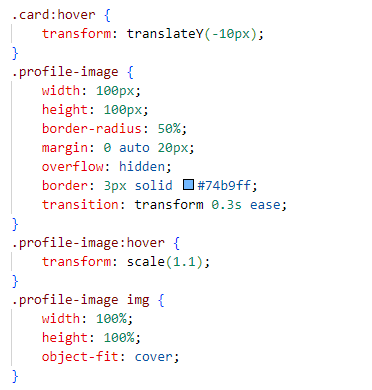 .card:hover {
    transform: translateY(-10px);
}
.profile-image {
    width: 100px;
    height: 100px;
    border-radius: 50%;
    margin: 0 auto 20px;
    overflow: hidden;
    border: 3px solid #74b9ff;
    transition: transform 0.3s ease;
}
.profile-image:hover {
    transform: scale(1.1);
}
.profile-image img {
    width: 100%;
    height: 100%;
    object-fit: cover;
}